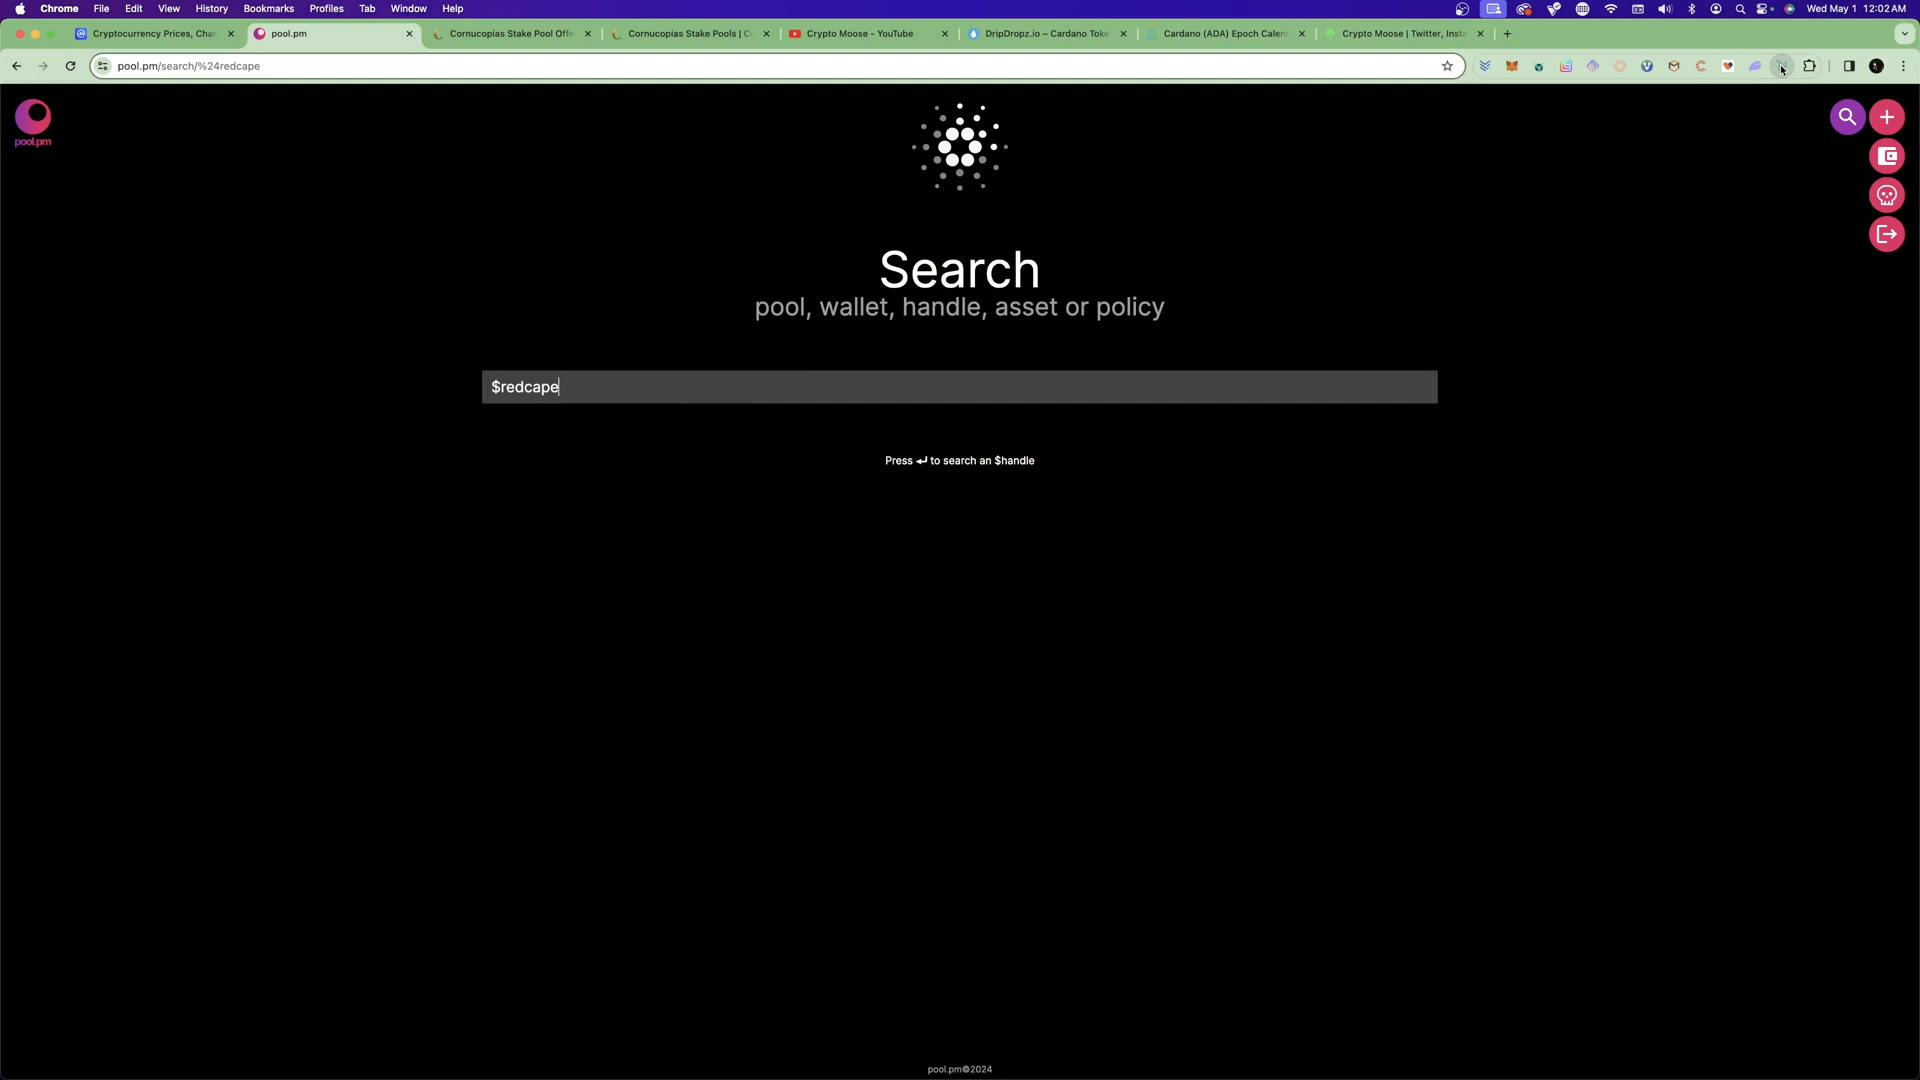 Chrome File Edit View History Bookmarks Profiles Tab Window Help Wed May 1 12:02 AM
Cryptocurrency Prices, Char pool.pm Cornucopias Stake Pool Offe Cornucopias Stake Pools | C Crypto Moose - YouTube DripDropz.io – Cardano Toke Cardano (ADA) Epoch Calen Crypto Moose | Twitter, Insta
pool.pm/search/%24redcape
pool.pm
Search
pool, wallet, handle, asset or policy
$redcape
Press ↵ to search an $handle
pool.pm©2024